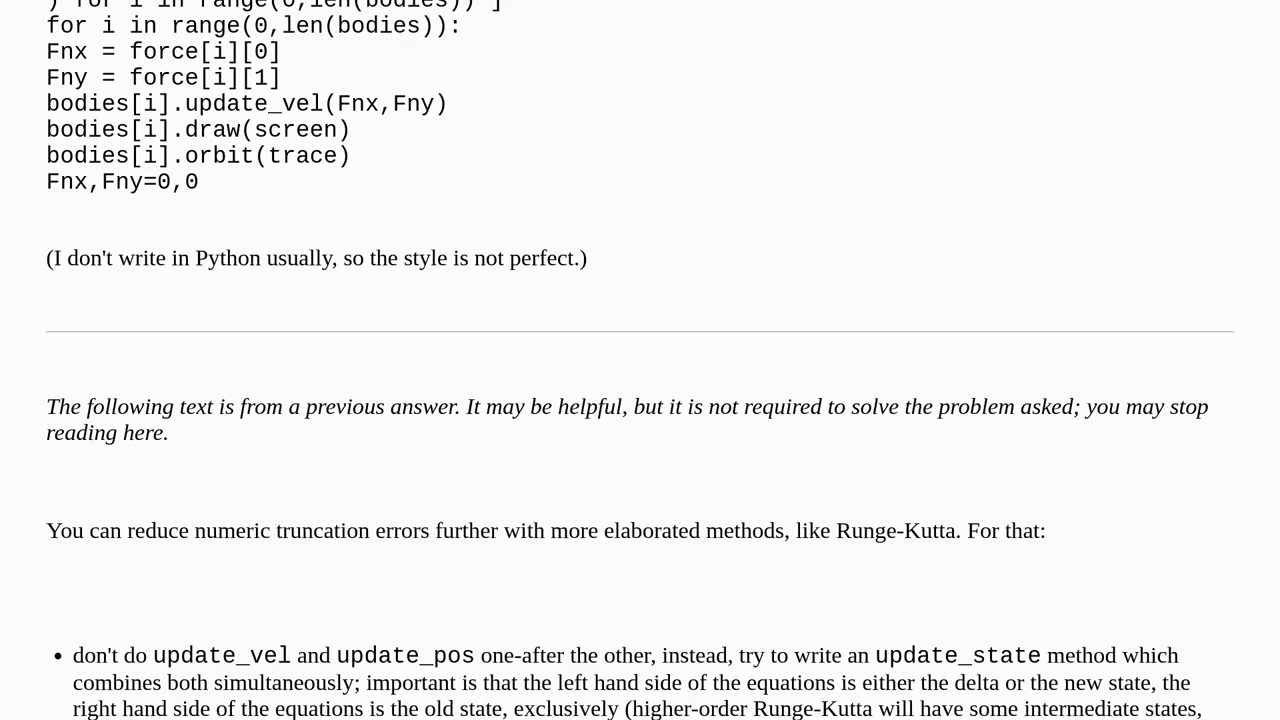 ) for i in range(0,len(bodies)) ]
for i in range(0,len(bodies)):
Fnx = force[i][0]
Fny = force[i][1]
bodies[i].update_vel(Fnx,Fny)
bodies[i].draw(screen)
bodies[i].orbit(trace)
Fnx,Fny=0,0
(I don't write in Python usually, so the style is not perfect.)
The following text is from a previous answer. It may be helpful, but it is not required to solve the problem asked; you may stop
reading here.
You can reduce numeric truncation errors further with more elaborated methods, like Runge-Kutta. For that:
• don't do update_vel and update_pos one-after the other, instead, try to write an update_state method which
combines both simultaneously; important is that the left hand side of the equations is either the delta or the new state, the
right hand side of the equations is the old state, exclusively (higher-order Runge-Kutta will have some intermediate states,